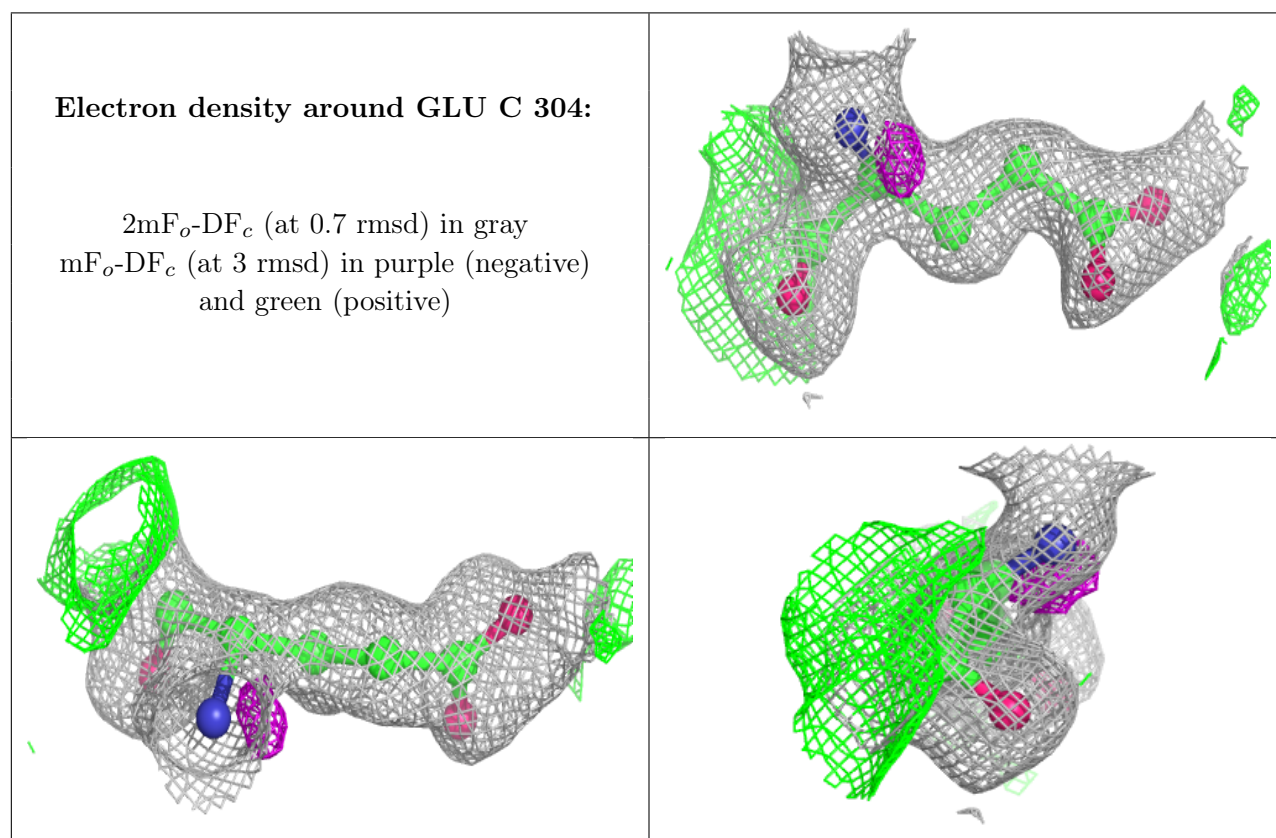 Electron density around GLU C 304:
2mFo-DFc (at 0.7 rmsd) in gray
mFo-DFc (at 3 rmsd) in purple (negative)
and green (positive)